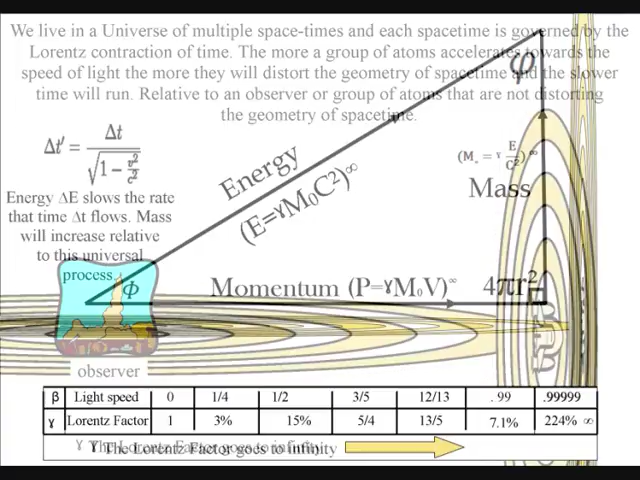 We live in a Universe of multiple space-times and each spacetime is governed by the
Lorentz contraction of time. The more a group of atoms accelerates towards the
speed of light the more they will distort the geometry of spacetime and the slower
time will run. Relative to an observer or group of atoms that are not distorting
the geometry of spacetime.
φ
Δt' = Δt / √(1 − v²/c²)
Energy
(E=γM₀C²)∞
(M₀ = γ E/C²)∞
Mass
Energy ΔE slows the rate
that time Δt flows. Mass
will increase relative
to this universal
process
Φ
Momentum (P=γM₀V)∞
4πr²
observer
β Light speed 0 1/4 1/2 3/5 12/13 . 99 .99999
γ Lorentz Factor 1 3% 15% 5/4 13/5 7.1% 224% ∞
γ The Lorentz Factor goes to infinity